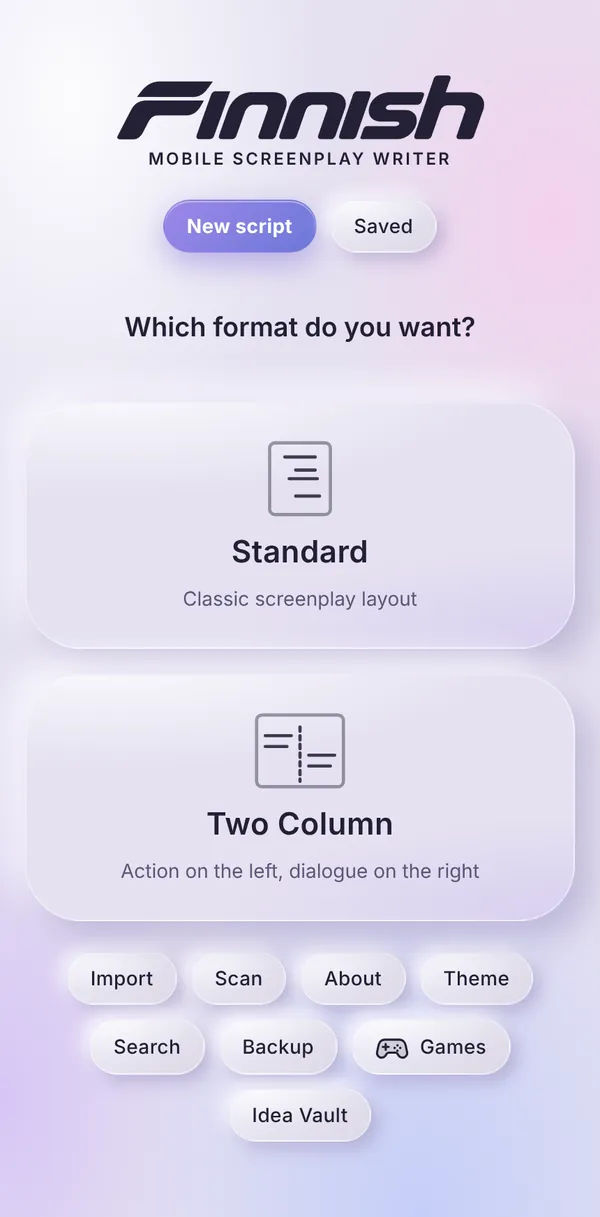 Finnish
MOBILE SCREENPLAY WRITER
New script Saved
Which format do you want?
Standard
Classic screenplay layout
Two Column
Action on the left, dialogue on the right
Import Scan About Theme
Search Backup Games
Idea Vault